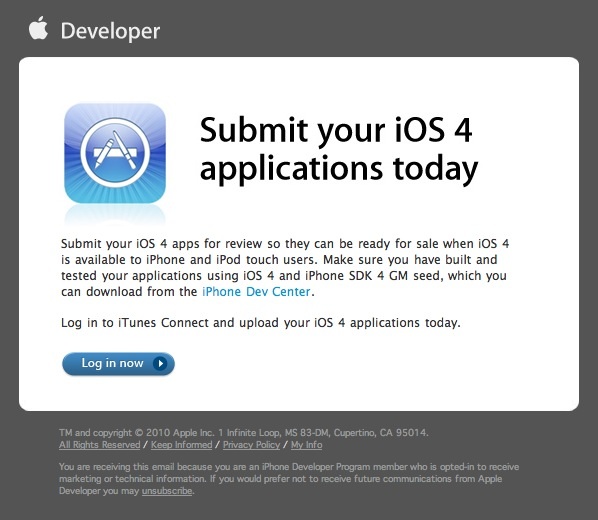 Developer
Submit your iOS 4
applications today
Submit your iOS 4 apps for review so they can be ready for sale when iOS 4
is available to iPhone and iPod touch users. Make sure you have built and
tested your applications using iOS 4 and iPhone SDK 4 GM seed, which you
can download from the iPhone Dev Center.
Log in to iTunes Connect and upload your iOS 4 applications today.
Log in now
TM and copyright © 2010 Apple Inc. 1 Infinite Loop, MS 83-DM, Cupertino, CA 95014.
All Rights Reserved / Keep Informed / Privacy Policy / My Info
You are receiving this email because you are an iPhone Developer Program member who is opted-in to receive
marketing or technical information. If you would prefer not to receive future communications from Apple
Developer you may unsubscribe.